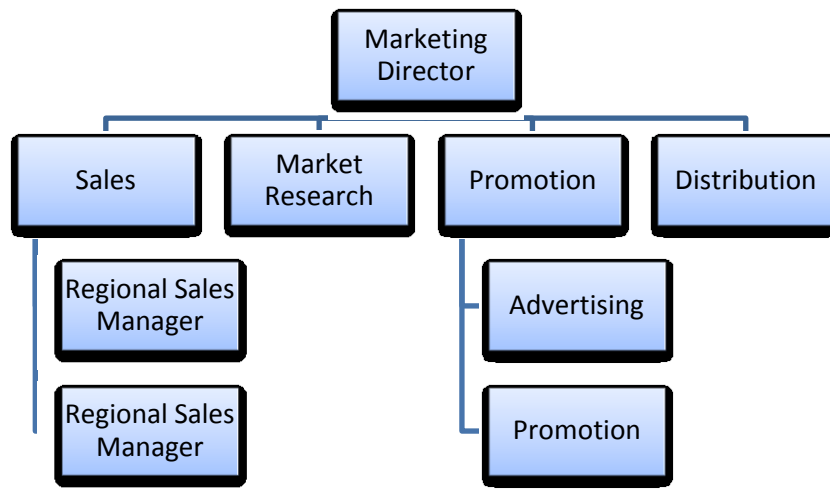 Marketing
Director
Sales
Market
Research
Promotion
Distribution
Regional Sales
Manager
Advertising
Regional Sales
Manager
Promotion